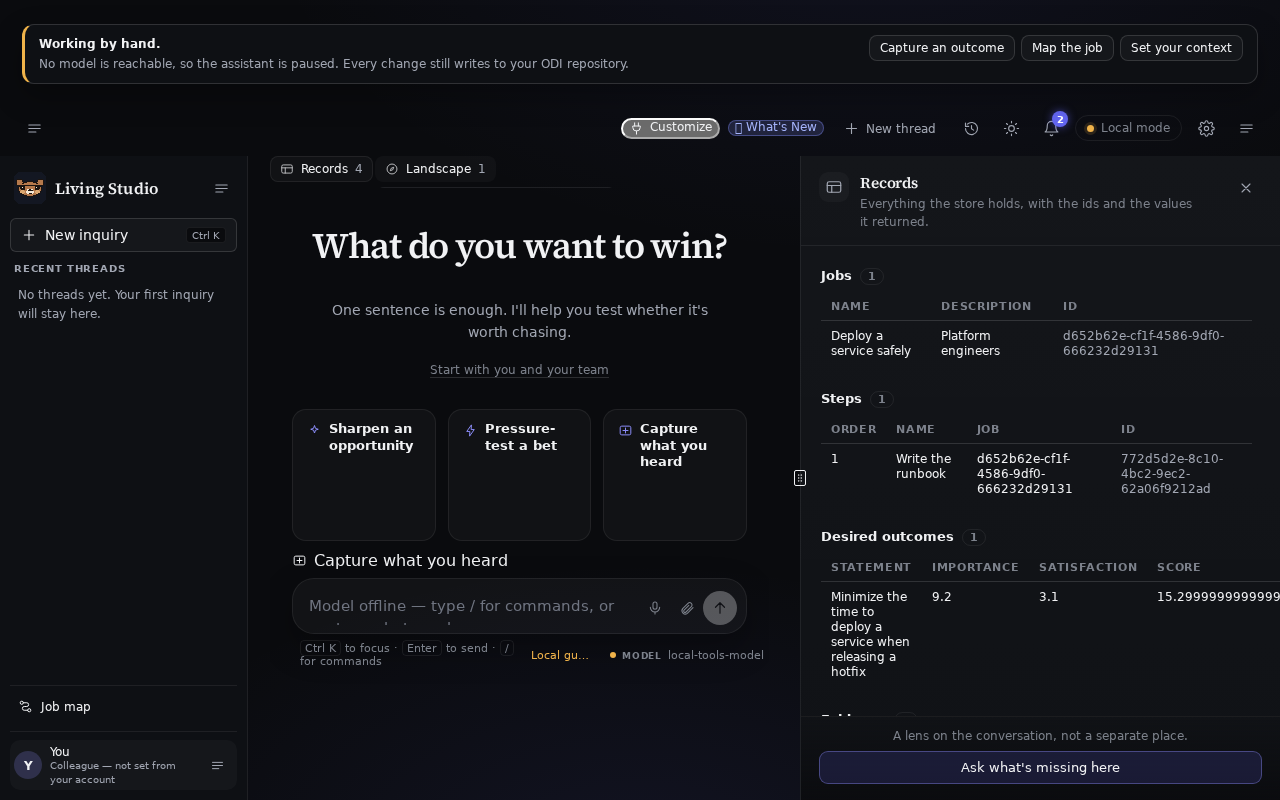 Working by hand.
No model is reachable, so the assistant is paused. Every change still writes to your ODI repository.
Capture an outcome
Map the job
Set your context
Customize
What's New
New thread
2
Local mode
Living Studio
New inquiry
Ctrl K
RECENT THREADS
No threads yet. Your first inquiry
will stay here.
Job map
Y
You
Colleague — not set from
your account
Records 4
Landscape 1
What do you want to win?
One sentence is enough. I'll help you test whether it's
worth chasing.
Start with you and your team
Sharpen an
opportunity
Pressure-
test a bet
Capture
what you
heard
Capture what you heard
Model offline — type / for commands, or
Ctrl K to focus · Enter to send · /
for commands
Local gu...
MODEL local-tools-model
Records
Everything the store holds, with the ids and the values
it returned.
Jobs 1
NAME DESCRIPTION ID
Deploy a
service safely
Platform
engineers
d652b62e-cf1f-4586-9df0-
666232d29131
Steps 1
ORDER NAME JOB ID
1
Write the
runbook
d652b62e-cf1f-
4586-9df0-
666232d29131
772d5d2e-8c10-
4bc2-9ec2-
62a06f9212ad
Desired outcomes 1
STATEMENT IMPORTANCE SATISFACTION SCORE
Minimize the
time to
deploy a
service when
releasing a
hotfix
9.2
3.1
15.2999999999999
A lens on the conversation, not a separate place.
Ask what's missing here